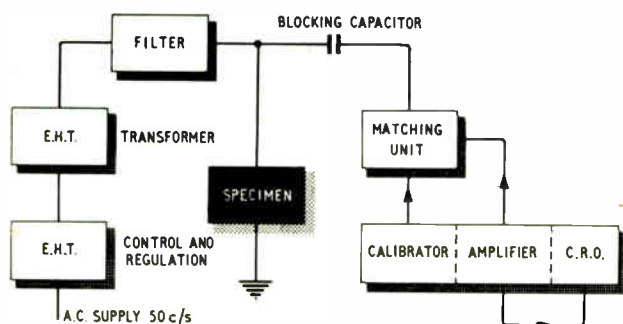 BLOCKING CAPACITOR
FILTER
E.H.T.
TRANSFORMER
MATCHING
UNIT
SPECIMEN
E.H.T.
CONTROL AND
REGULATION
CALIBRATOR
AMPLIFIER
C.R.O.
A.C. SUPPLY 50 c/s